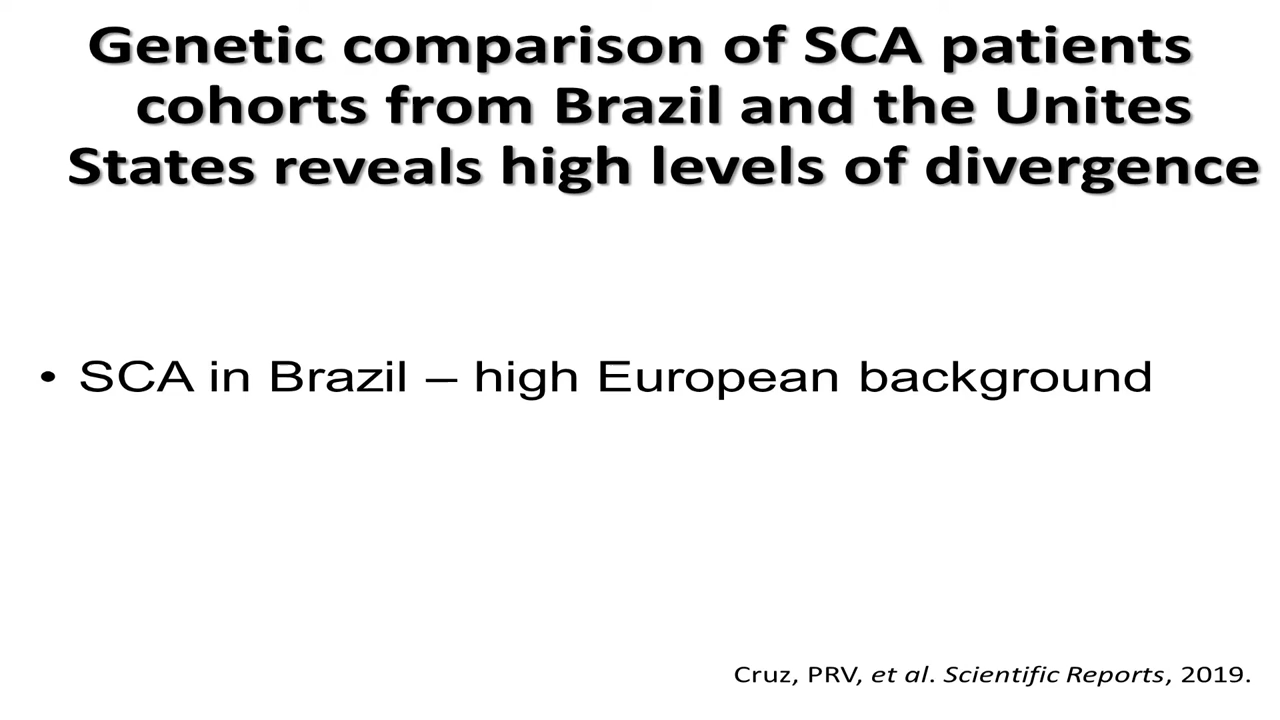 Genetic comparison of SCA patients
cohorts from Brazil and the Unites
States reveals high levels of divergence
• SCA in Brazil – high European background
Cruz, PRV, et al. Scientific Reports, 2019.